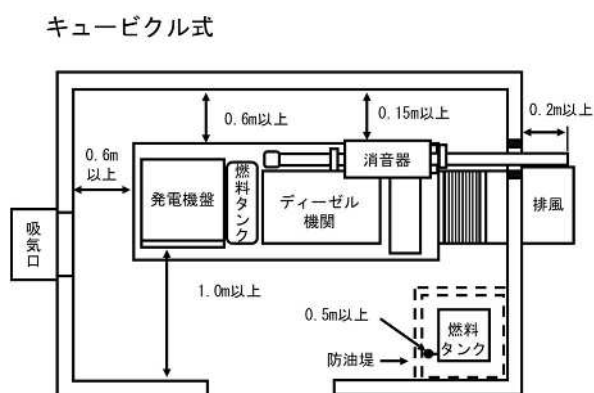 キュービクル式
0.2m以上
0.6m以上
0.15m以上
0.6m
以上
消音器
発電機盤
燃料タンク
ディーゼル
機関
排風
吸気口
1.0m以上
0.5m以上
燃料
タンク
防油堤